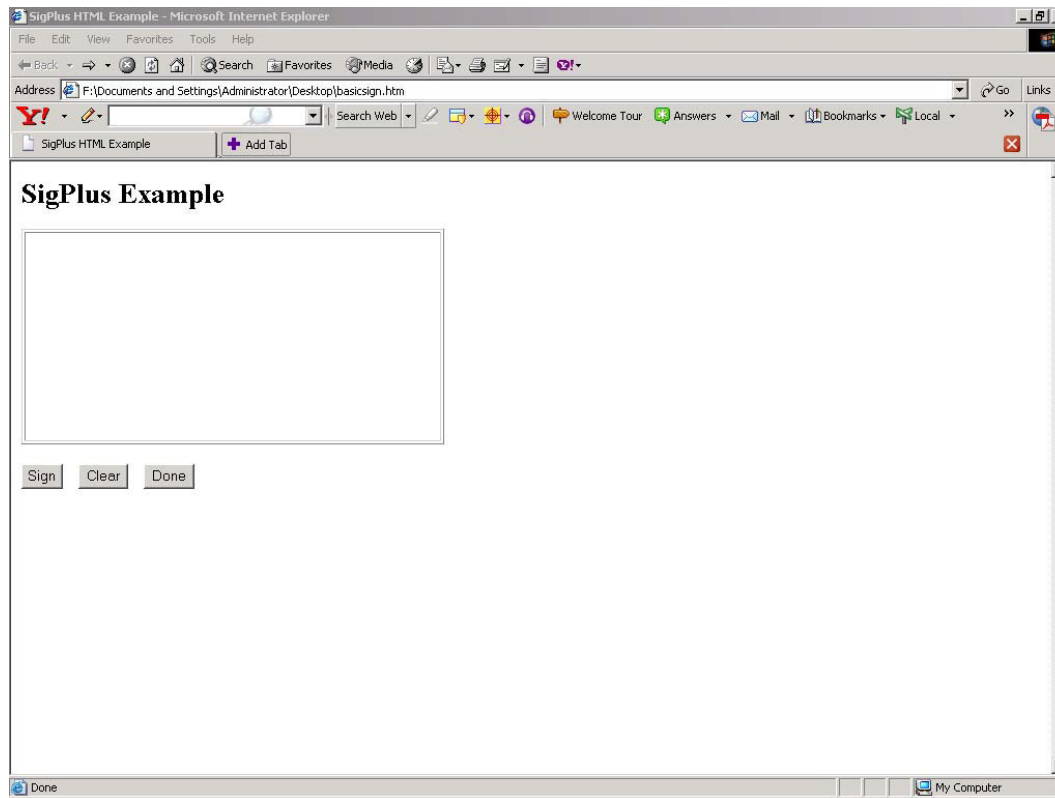 SigPlus HTML Example - Microsoft Internet Explorer
File Edit View Favorites Tools Help
Back Search Favorites Media
Address F:\Documents and Settings\Administrator\Desktop\basicsign.htm Go Links
Y! Search Web Welcome Tour Answers Mail Bookmarks Local »
SigPlus HTML Example Add Tab
SigPlus Example
Sign Clear Done
Done My Computer